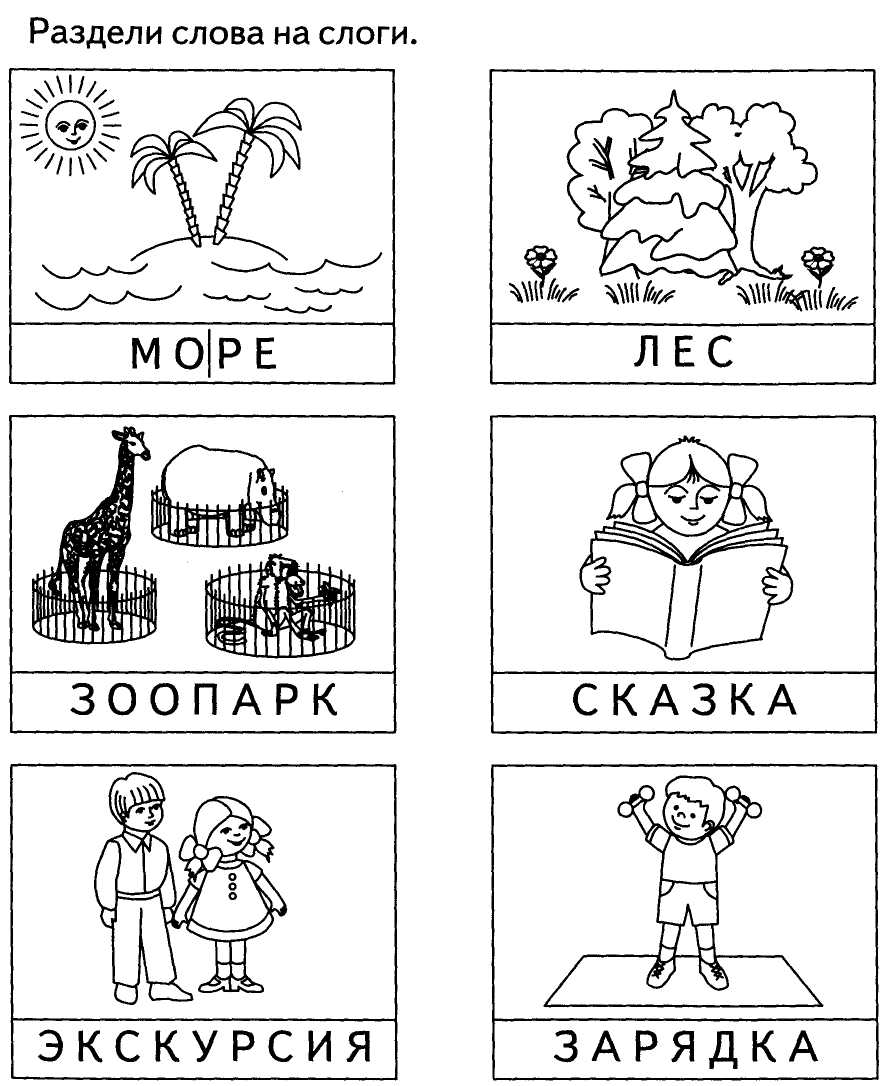 Раздели слова на слоги.
МО|РЕ
ЛЕС
ЗООПАРК
СКАЗКА
ЭКСКУРСИЯ
ЗАРЯДКА